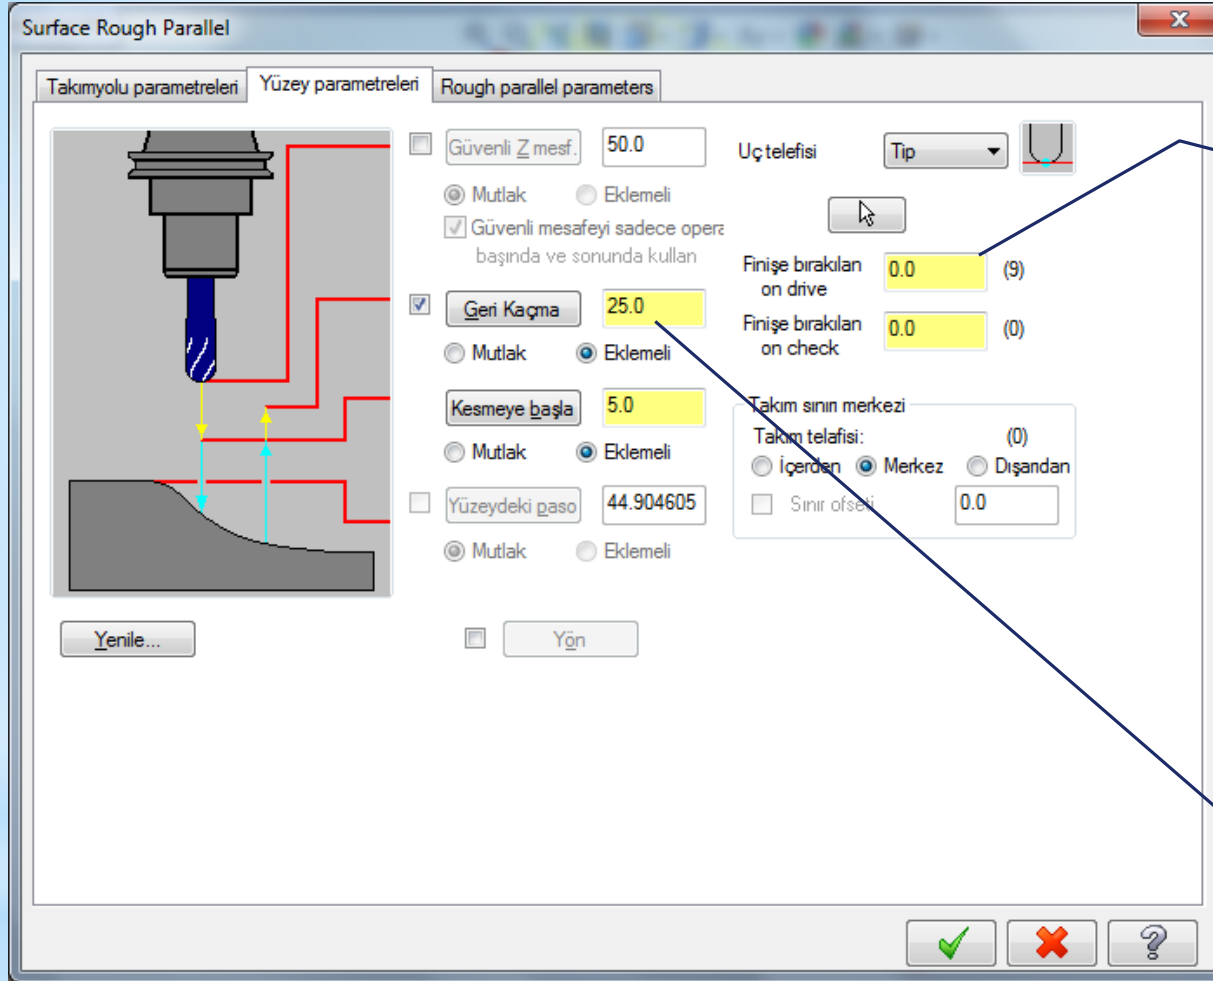 Surface Rough Parallel
x
Takımyolu parametreleri
Yüzey parametreleri
Rough parallel parameters
Güvenli Z mesf.
50.0
Mutlak
Eklemeli
Güvenli mesafeyi sadece opera
başında ve sonunda kullan
Geri Kaçma
25.0
Mutlak
Eklemeli
Kesmeye başla
5.0
Mutlak
Eklemeli
Yüzeydeki paso
44.904605
Mutlak
Eklemeli
Yön
Uç telefisi
Tip
Finişe bırakılan
on drive
0.0
(9)
Finişe bırakılan
on check
0.0
(0)
Takım sınırı merkezi
Takım telafisi:
(0)
İçerden
Merkez
Dışarıdan
Sınır ofseti
0.0
Yenile...
?